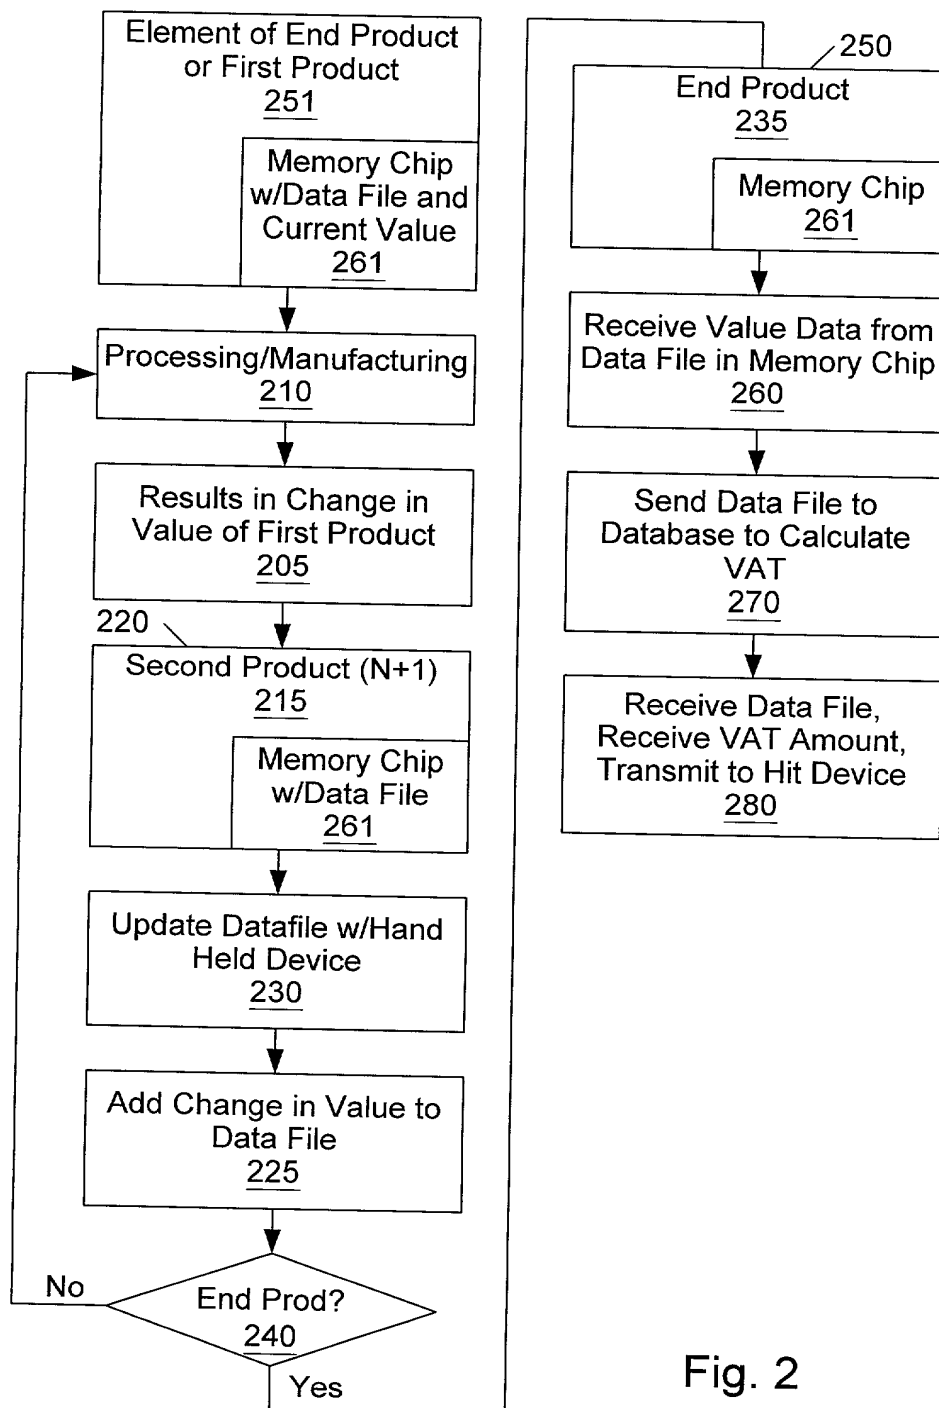 Element of End Product
or First Product
251
Memory Chip
w/Data File and
Current Value
261
Processing/Manufacturing
210
Results in Change in
Value of First Product
205
220
Second Product (N+1)
215
Memory Chip
w/Data File
261
Update Datafile w/Hand
Held Device
230
Add Change in Value to
Data File
225
No
End Prod?
240
Yes
250
End Product
235
Memory Chip
261
Receive Value Data from
Data File in Memory Chip
260
Send Data File to
Database to Calculate
VAT
270
Receive Data File,
Receive VAT Amount,
Transmit to Hit Device
280
Fig. 2